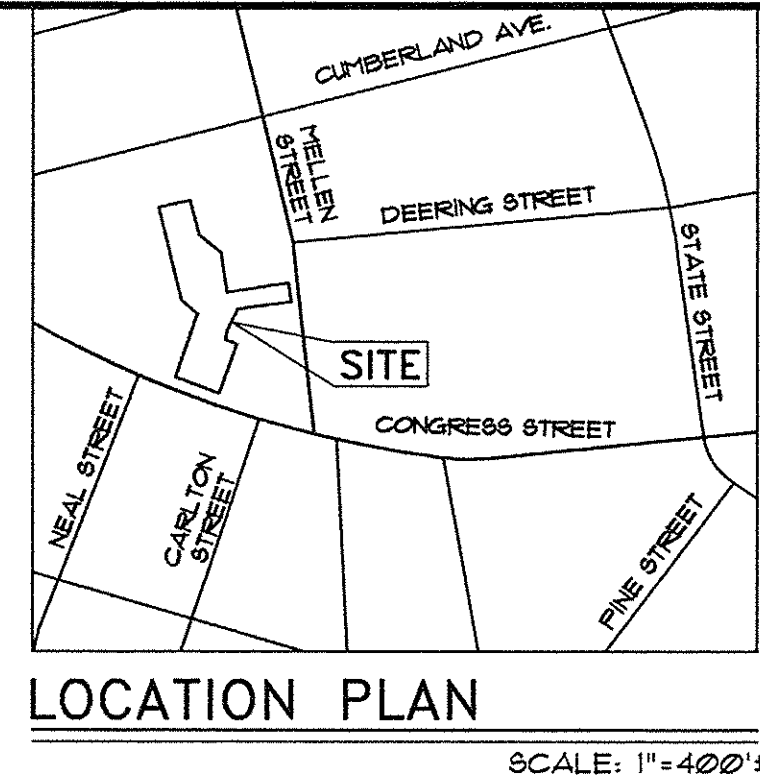 CUMBERLAND AVE.
MELLEN
STREET
DEERING STREET
STATE STREET
SITE
CONGRESS STREET
NEAL STREET
CARLTON
STREET
PINE STREET
LOCATION PLAN
SCALE: 1"=400'±